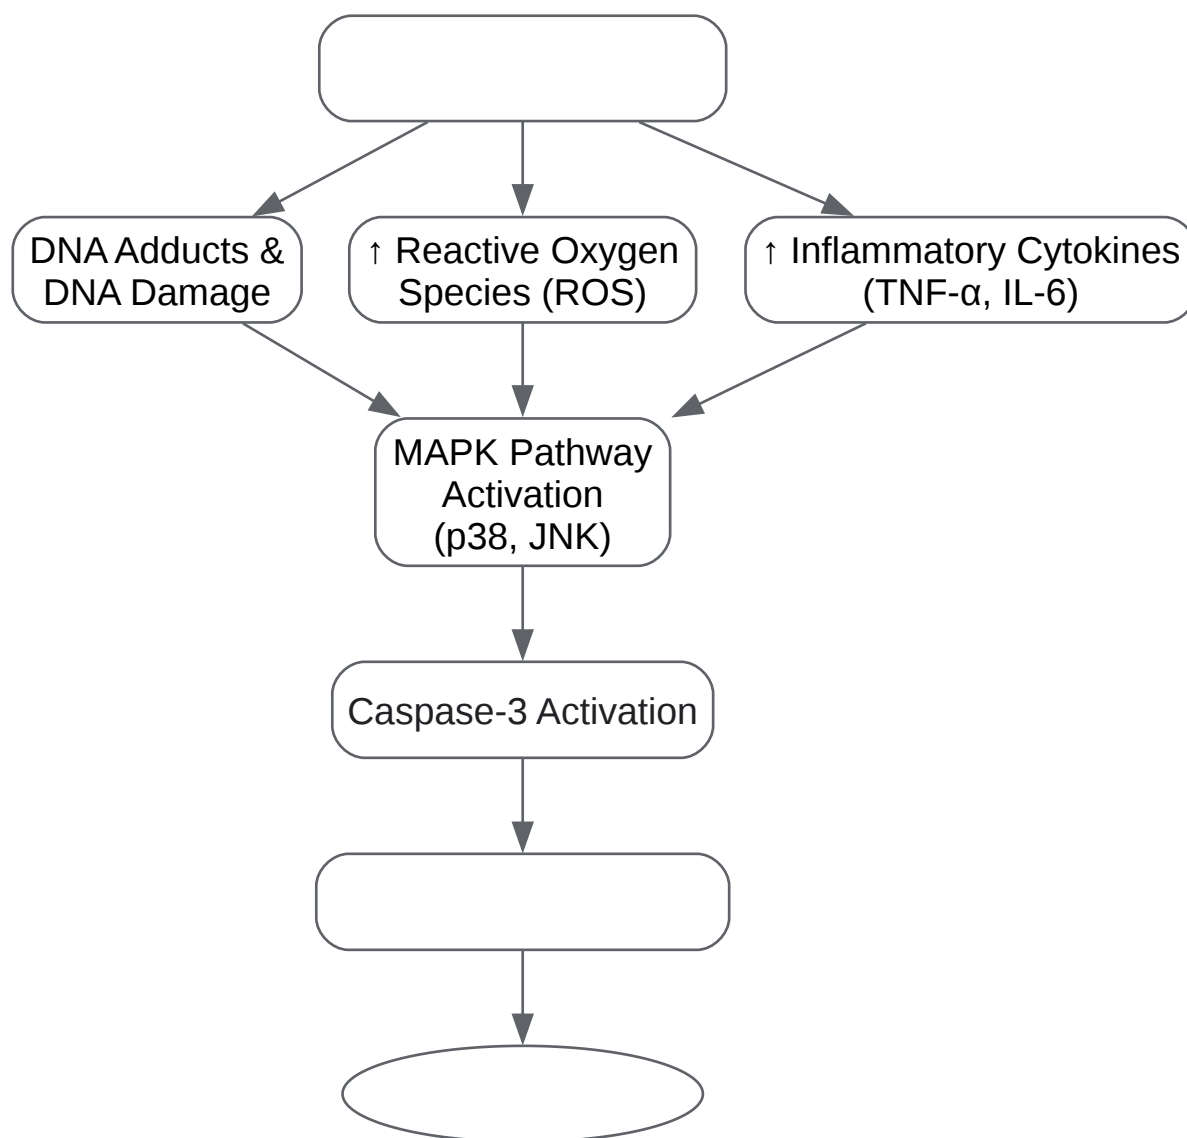 DNA Adducts &
DNA Damage
↑ Reactive Oxygen
Species (ROS)
↑ Inflammatory Cytokines
(TNF-α, IL-6)
MAPK Pathway
Activation
(p38, JNK)
Caspase-3 Activation